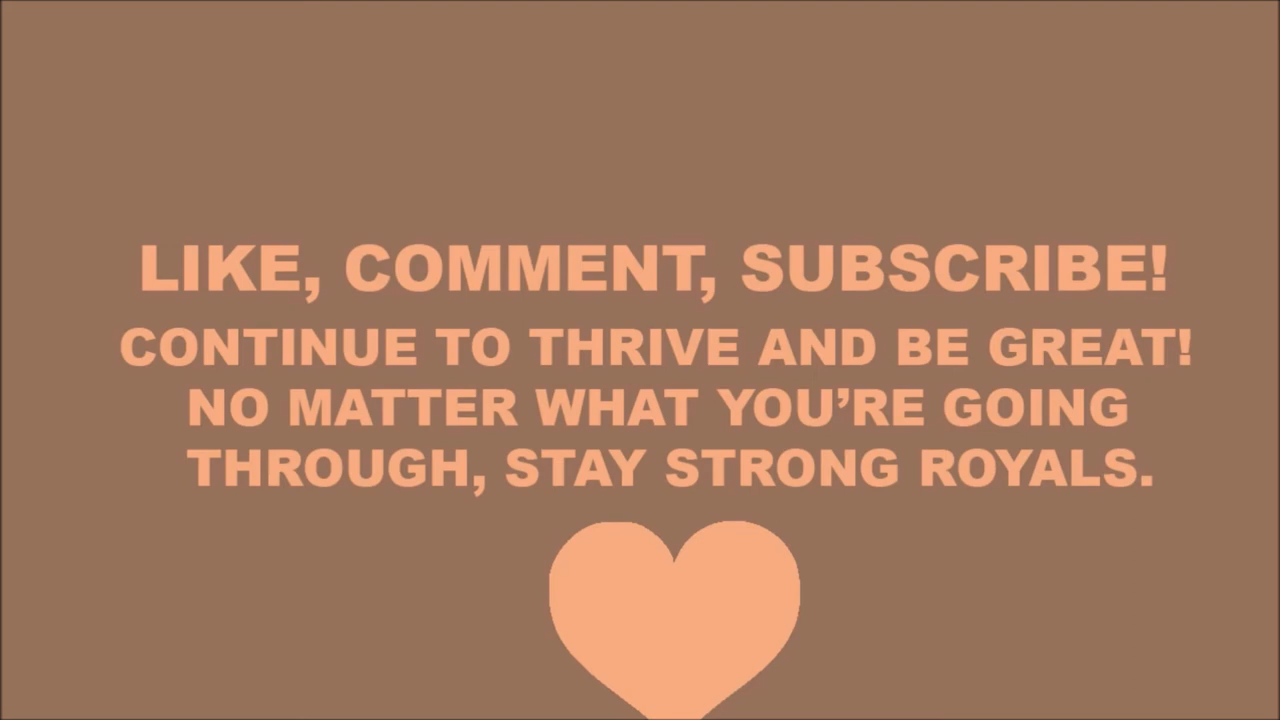 LIKE, COMMENT, SUBSCRIBE!
CONTINUE TO THRIVE AND BE GREAT!
NO MATTER WHAT YOU’RE GOING
THROUGH, STAY STRONG ROYALS.